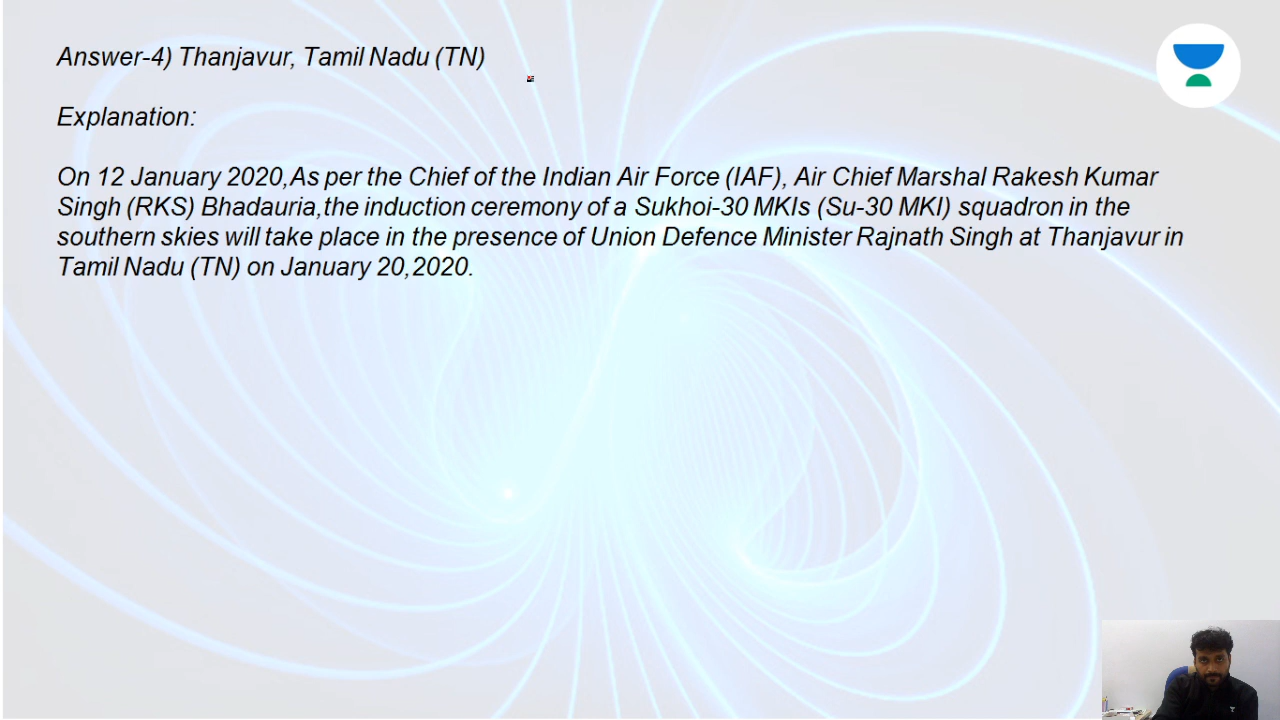 Answer-4) Thanjavur, Tamil Nadu (TN)
Explanation:
On 12 January 2020,As per the Chief of the Indian Air Force (IAF), Air Chief Marshal Rakesh Kumar
Singh (RKS) Bhadauria,the induction ceremony of a Sukhoi-30 MKIs (Su-30 MKI) squadron in the
southern skies will take place in the presence of Union Defence Minister Rajnath Singh at Thanjavur in
Tamil Nadu (TN) on January 20,2020.